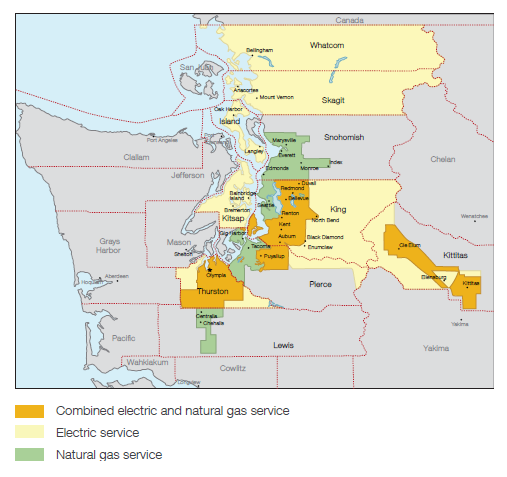 Canada
Whatcom
Bellingham
San Juan
Anacortes
Mount Vernon
Skagit
Oak Harbor
Island
Snohomish
Marysville
Port Angeles
Langley
Everett
Clallam
Edmonds
Monroe
Index
Chelan
Jefferson
Duvall
Redmond
Bainbridge
Island
Bellevue
Seattle
Bremerton
Renton
King
Kitsap
North Bend
Wenatchee
Kent
Gig Harbor
Auburn
Black Damond
Grays
Harbor
Mason
Tacoma
Enumclaw
Cle Elum
Shelton
Puyallup
Kittitas
Aberdeen
Hoquiam
Olympia
Ellensburg
Kittitas
Thurston
Pierce
Centralia
Chehalis
Yakima
Pacific
Lewis
Yakima
Wahkiakum
Cowlitz
Longview
Combined electric and natural gas service
Electric service
Natural gas service